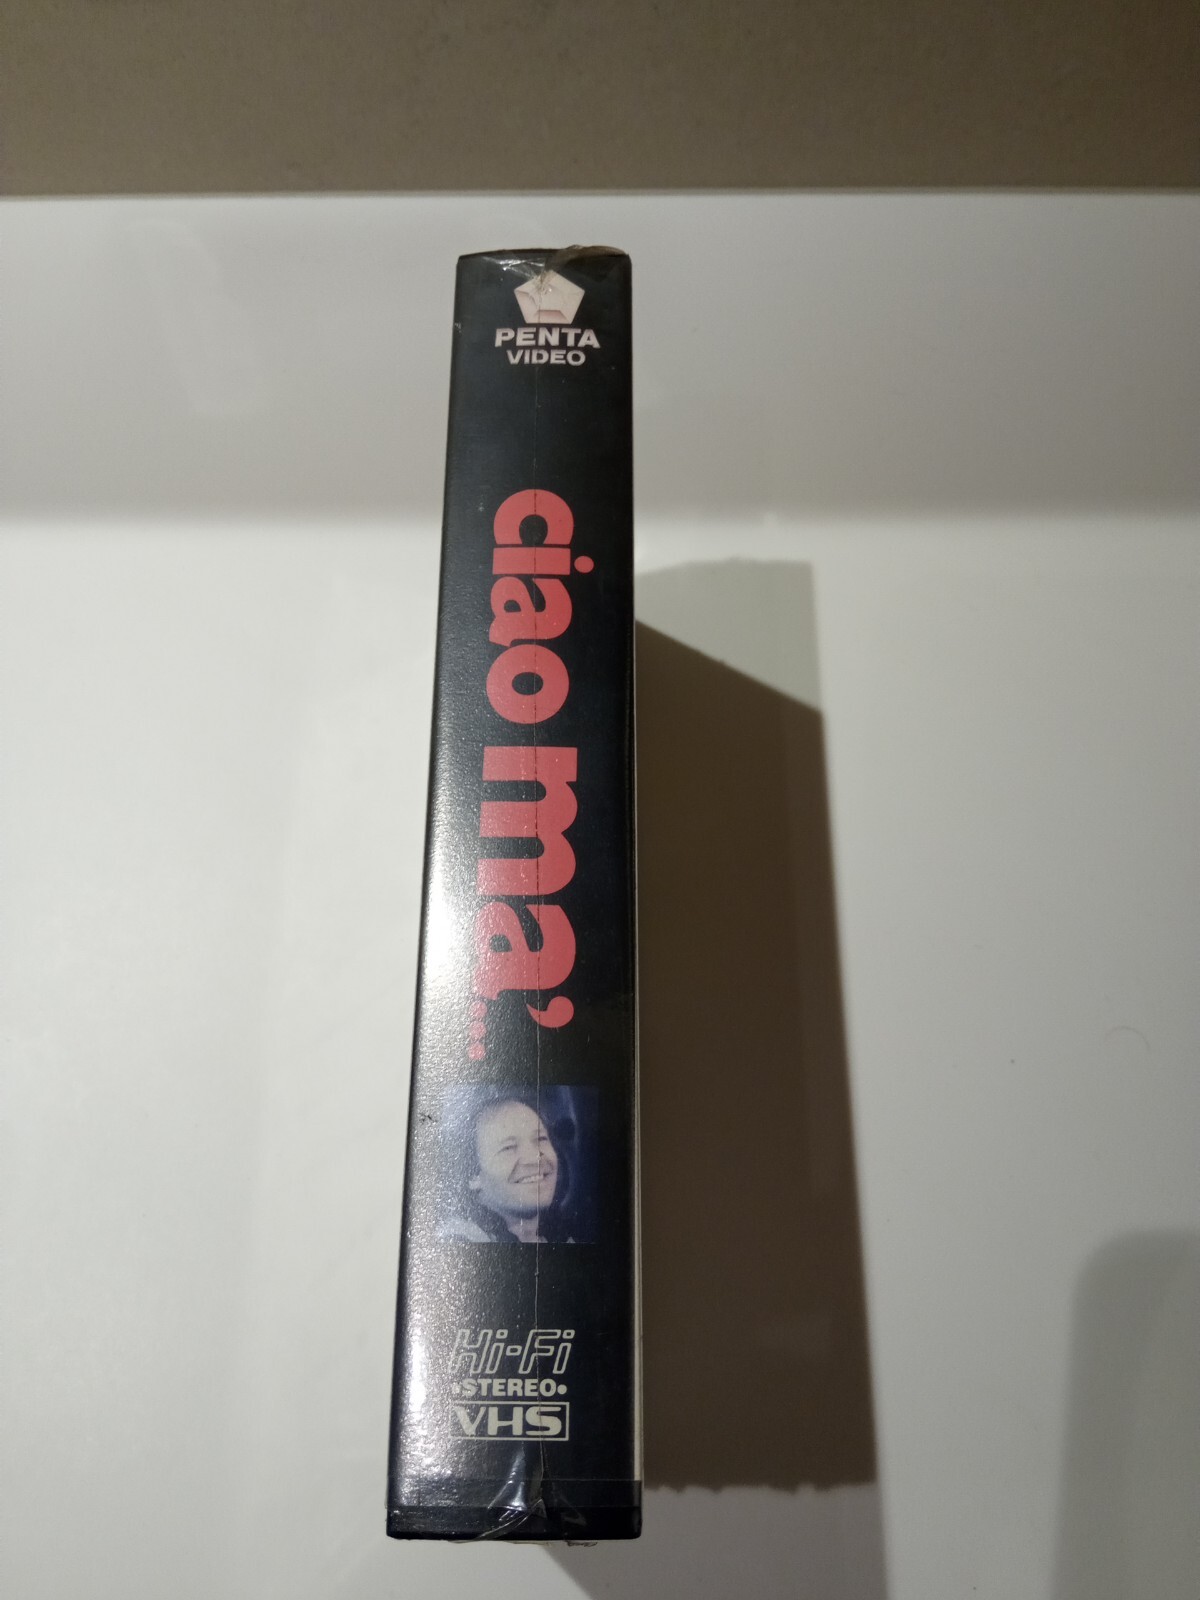 PENTA
VIDEO
ciao ma'...
Hi-Fi
•STEREO•
VHS